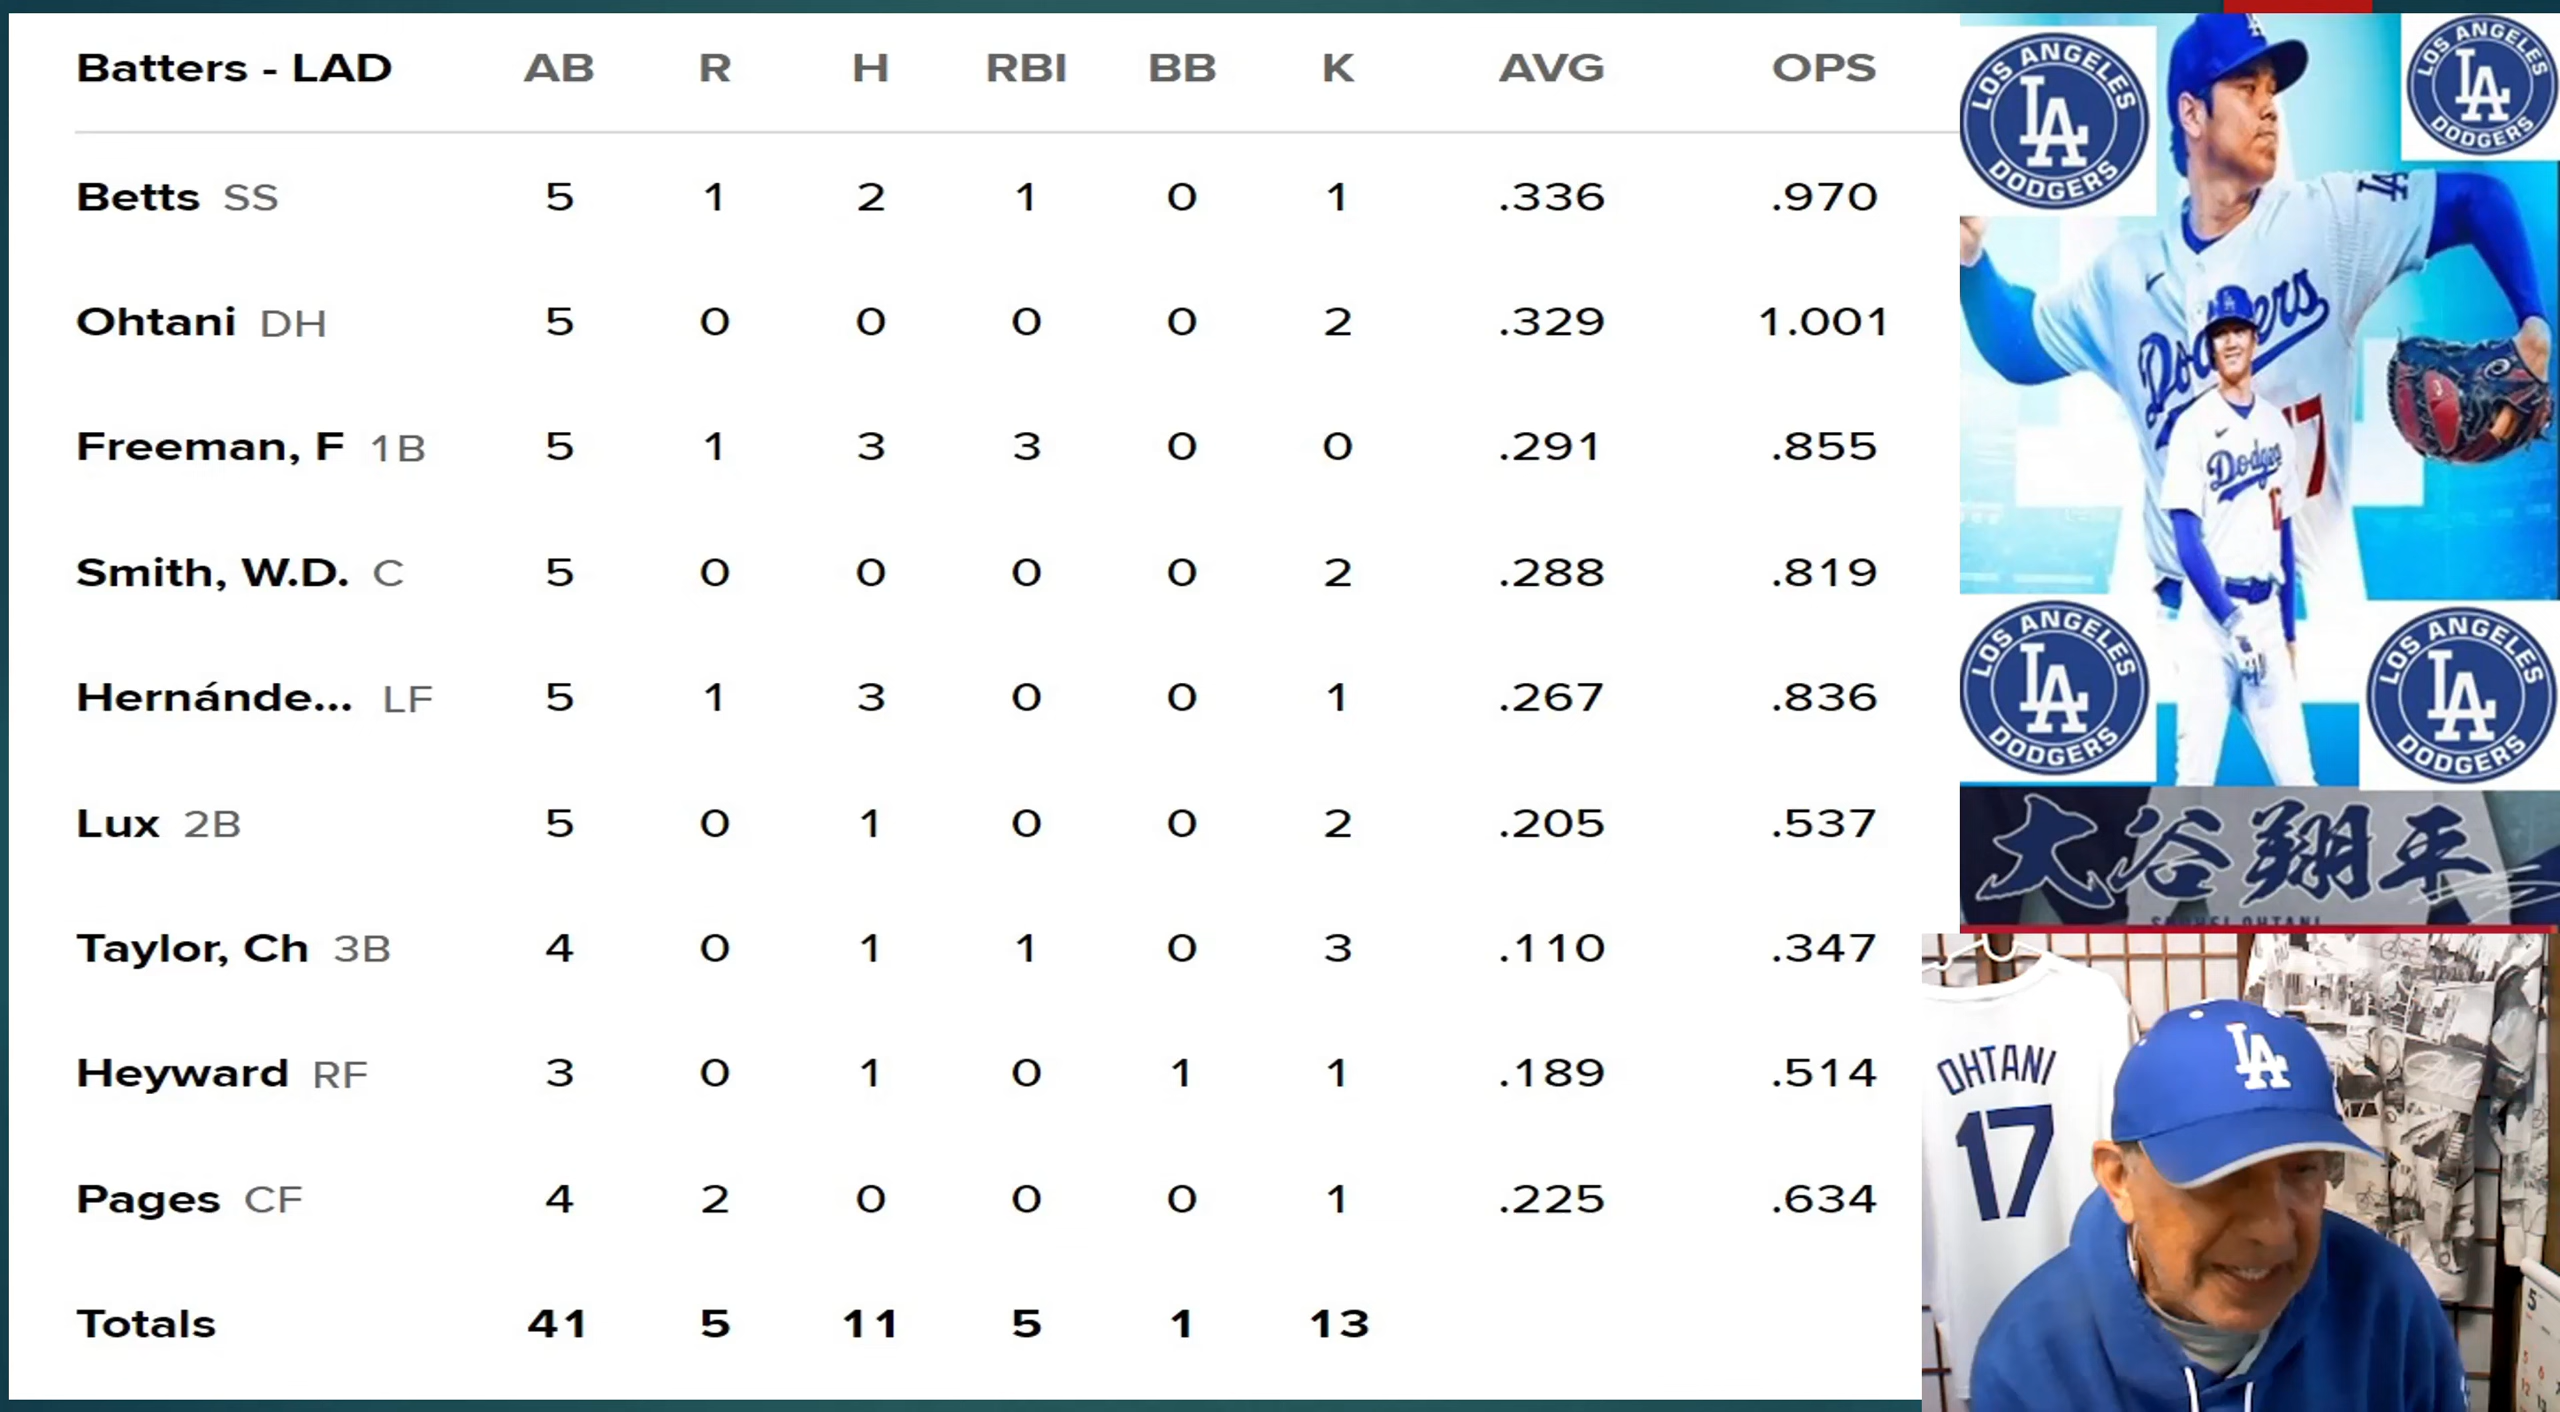 Batters - LAD AB R H RBI BB K AVG OPS
Betts SS 5 1 2 1 0 1 .336 .970
Ohtani DH 5 0 0 0 0 2 .329 1.001
Freeman, F 1B 5 1 3 3 0 0 .291 .855
Smith, W.D. C 5 0 0 0 0 2 .288 .819
Hernánde... LF 5 1 3 0 0 1 .267 .836
Lux 2B 5 0 1 0 0 2 .205 .537
Taylor, Ch 3B 4 0 1 1 0 3 .110 .347
Heyward RF 3 0 1 0 1 1 .189 .514
Pages CF 4 2 0 0 0 1 .225 .634
Totals 41 5 11 5 1 13
LOS ANGELES
LA
DODGERS
LOS ANGELES
LA
DODGERS
LA
Dodgers
7
Dodgers
LOS ANGELES
LA
DODGERS
LOS ANGELES
LA
DODGERS
大谷翔平
SHOHEI OHTANI
OHTANI
17
LA
5